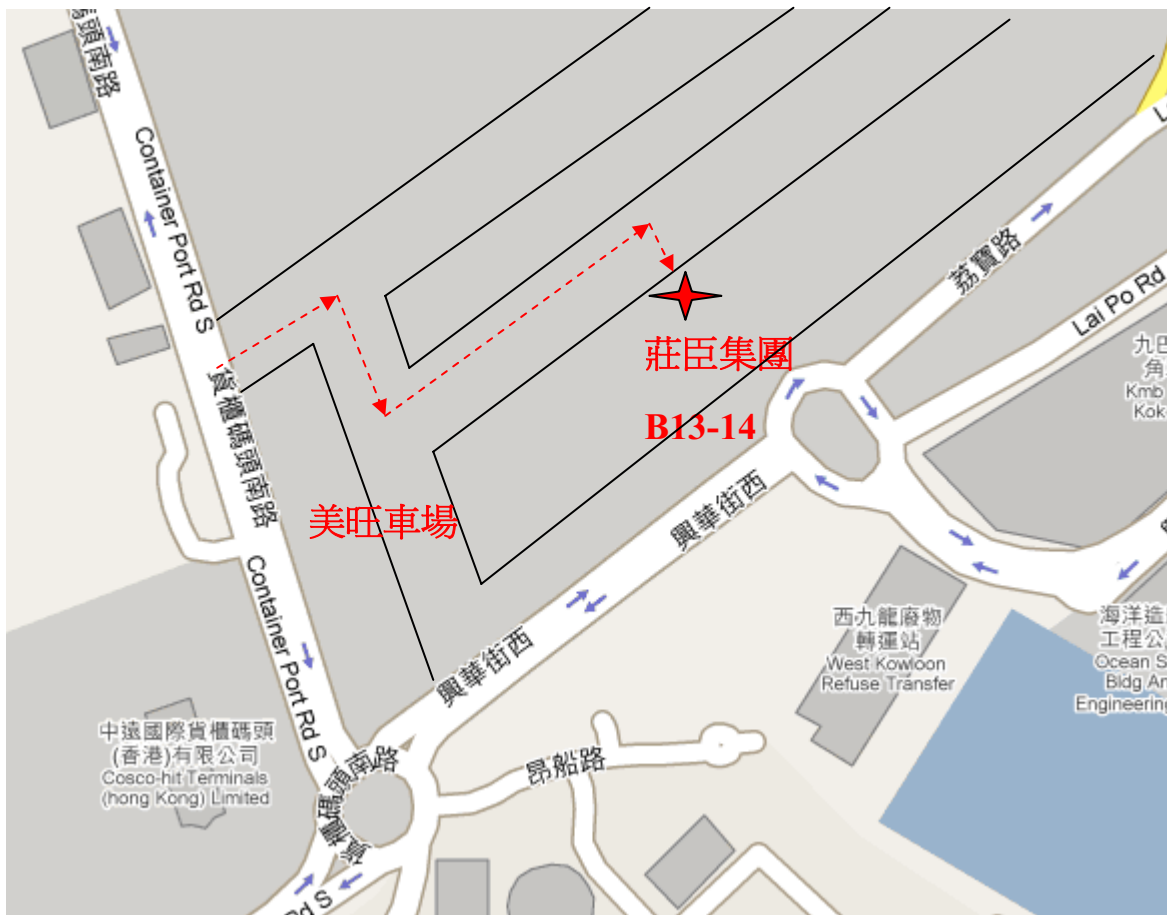 碼頭南路
Container Port Rd S
貨櫃碼頭南路
Container Port Rd S
荔寶路
Lai Po Rd
莊臣集團
B13-14
美旺車場
興華街西
興華街西
九巴
角
Kmb
Kok
西九龍廢物
轉運站
West Kowloon
Refuse Transfer
海洋造
工程公
Ocean S
Bldg An
Engineering
中遠國際貨櫃碼頭
(香港)有限公司
Cosco-hit Terminals
(hong Kong) Limited
貨櫃碼頭南路
昂船路
Rd S